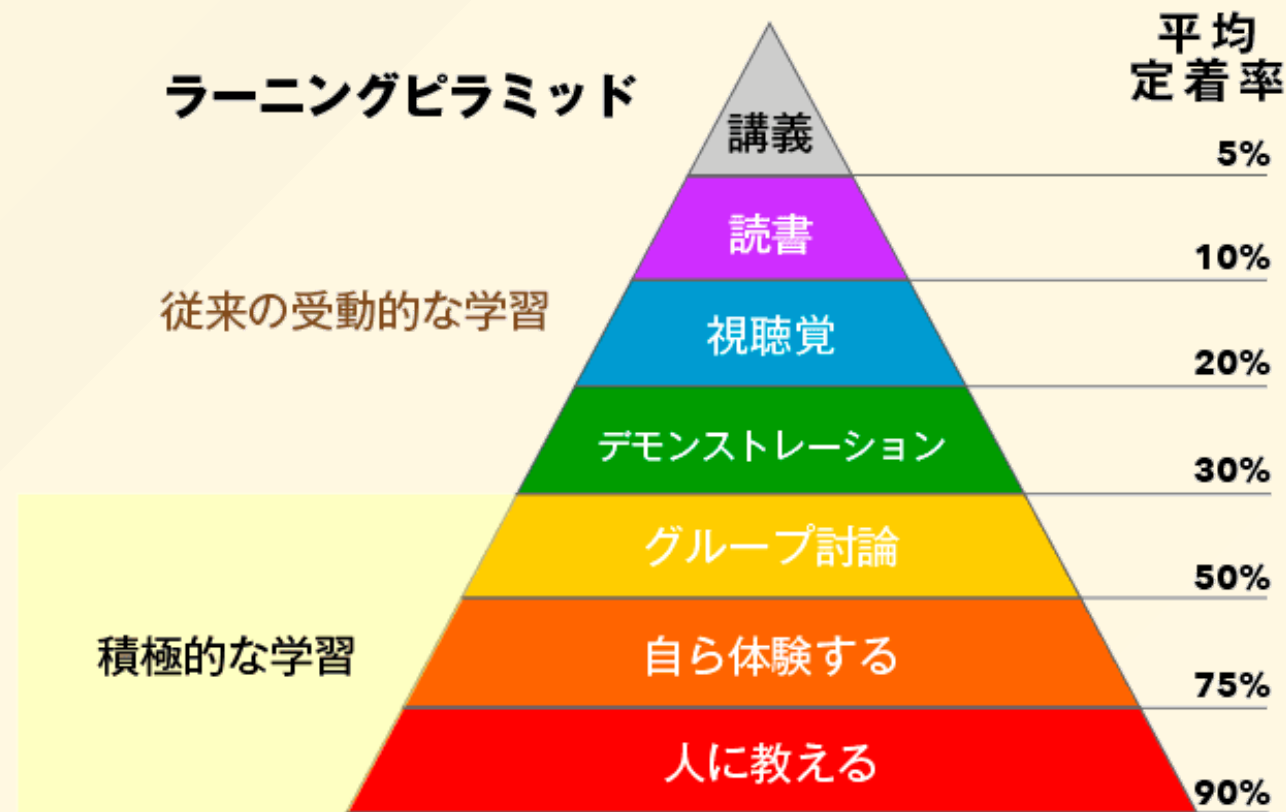 ラーニングピラミッド
平均
定着率
講義
5%
読書
10%
従来の受動的な学習
視聴覚
20%
デモンストレーション
30%
グループ討論
50%
積極的な学習
自ら体験する
75%
人に教える
90%